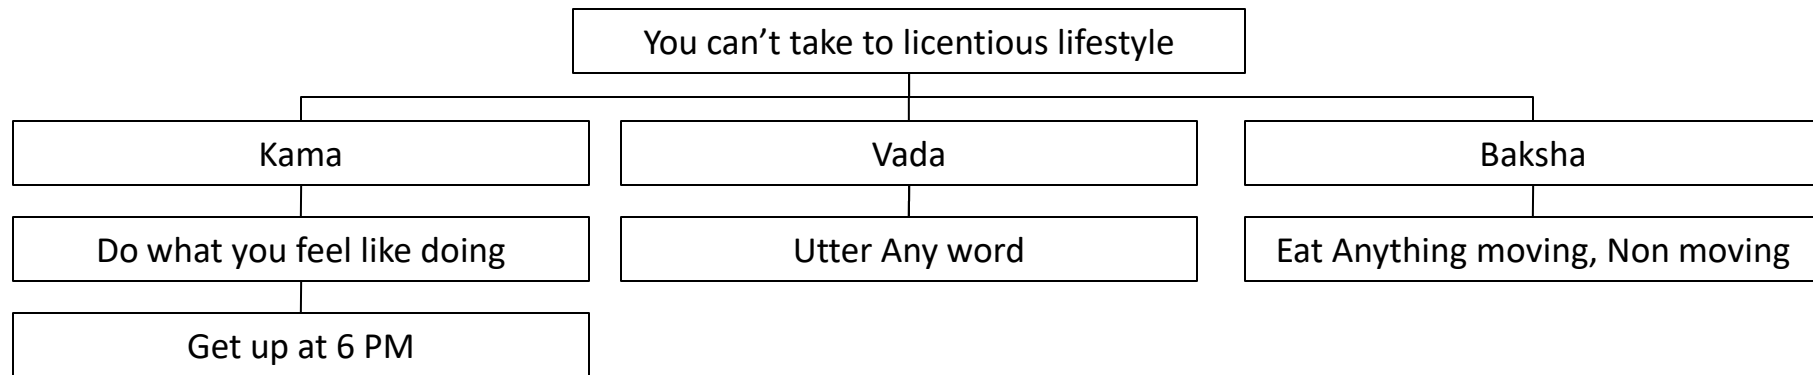 You can’t take to licentious lifestyle
Kama
Vada
Baksha
Do what you feel like doing
Utter Any word
Eat Anything moving, Non moving
Get up at 6 PM